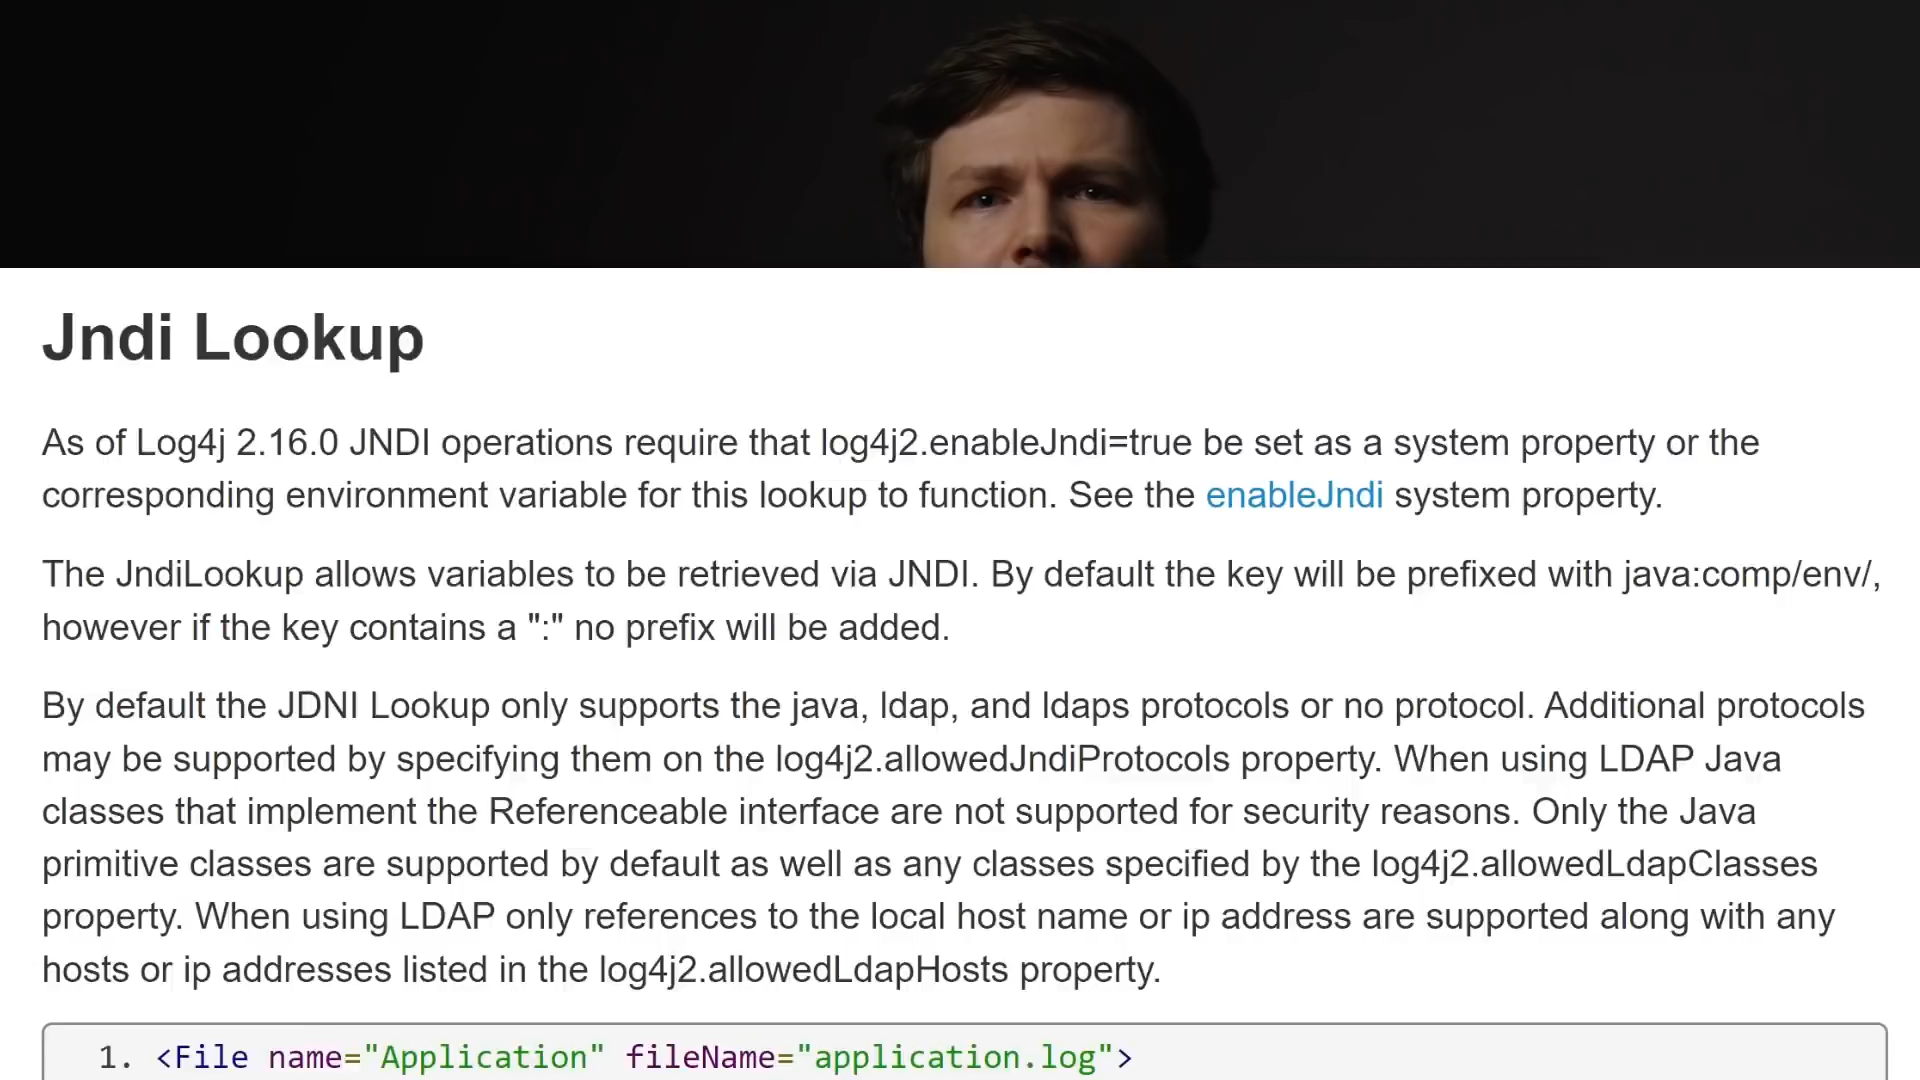 Jndi Lookup
As of Log4j 2.16.0 JNDI operations require that log4j2.enableJndi=true be set as a system property or the
corresponding environment variable for this lookup to function. See the enableJndi system property.
The JndiLookup allows variables to be retrieved via JNDI. By default the key will be prefixed with java:comp/env/,
however if the key contains a ":" no prefix will be added.
By default the JDNI Lookup only supports the java, ldap, and ldaps protocols or no protocol. Additional protocols
may be supported by specifying them on the log4j2.allowedJndiProtocols property. When using LDAP Java
classes that implement the Referenceable interface are not supported for security reasons. Only the Java
primitive classes are supported by default as well as any classes specified by the log4j2.allowedLdapClasses
property. When using LDAP only references to the local host name or ip address are supported along with any
hosts or ip addresses listed in the log4j2.allowedLdapHosts property.
1. <File name="Application" fileName="application.log">